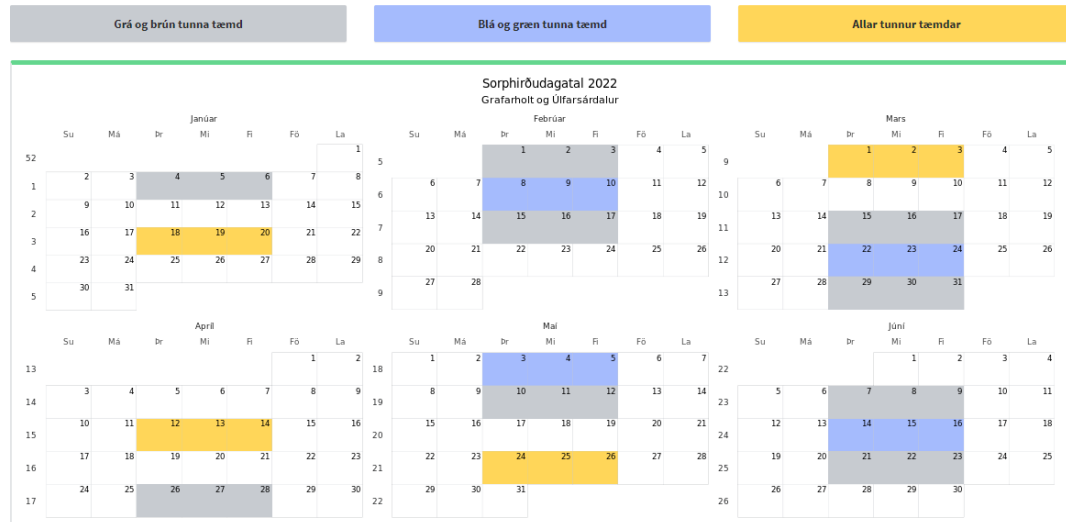 Grá og brún tunna tæmd
Blá og græn tunna tæmd
Allar tunnur tæmdar
Sorphirðudagatal 2022
Grafarholt og Úlfarsárdalur
Janúar
Su Má Þr Mi Fi Fö La
52 1
1 2 3 4 5 6 7 8
2 9 10 11 12 13 14 15
3 16 17 18 19 20 21 22
4 23 24 25 26 27 28 29
5 30 31
Febrúar
Su Má Þr Mi Fi Fö La
5 1 2 3 4 5
6 6 7 8 9 10 11 12
7 13 14 15 16 17 18 19
8 20 21 22 23 24 25 26
9 27 28
Mars
Su Má Þr Mi Fi Fö La
9 1 2 3 4 5
10 6 7 8 9 10 11 12
11 13 14 15 16 17 18 19
12 20 21 22 23 24 25 26
13 27 28 29 30 31
Apríl
Su Má Þr Mi Fi Fö La
13 1 2
14 3 4 5 6 7 8 9
15 10 11 12 13 14 15 16
16 17 18 19 20 21 22 23
17 24 25 26 27 28 29 30
Maí
Su Má Þr Mi Fi Fö La
18 1 2 3 4 5 6 7
19 8 9 10 11 12 13 14
20 15 16 17 18 19 20 21
21 22 23 24 25 26 27 28
22 29 30 31
Júní
Su Má Þr Mi Fi Fö La
22 1 2 3 4
23 5 6 7 8 9 10 11
24 12 13 14 15 16 17 18
25 19 20 21 22 23 24 25
26 26 27 28 29 30